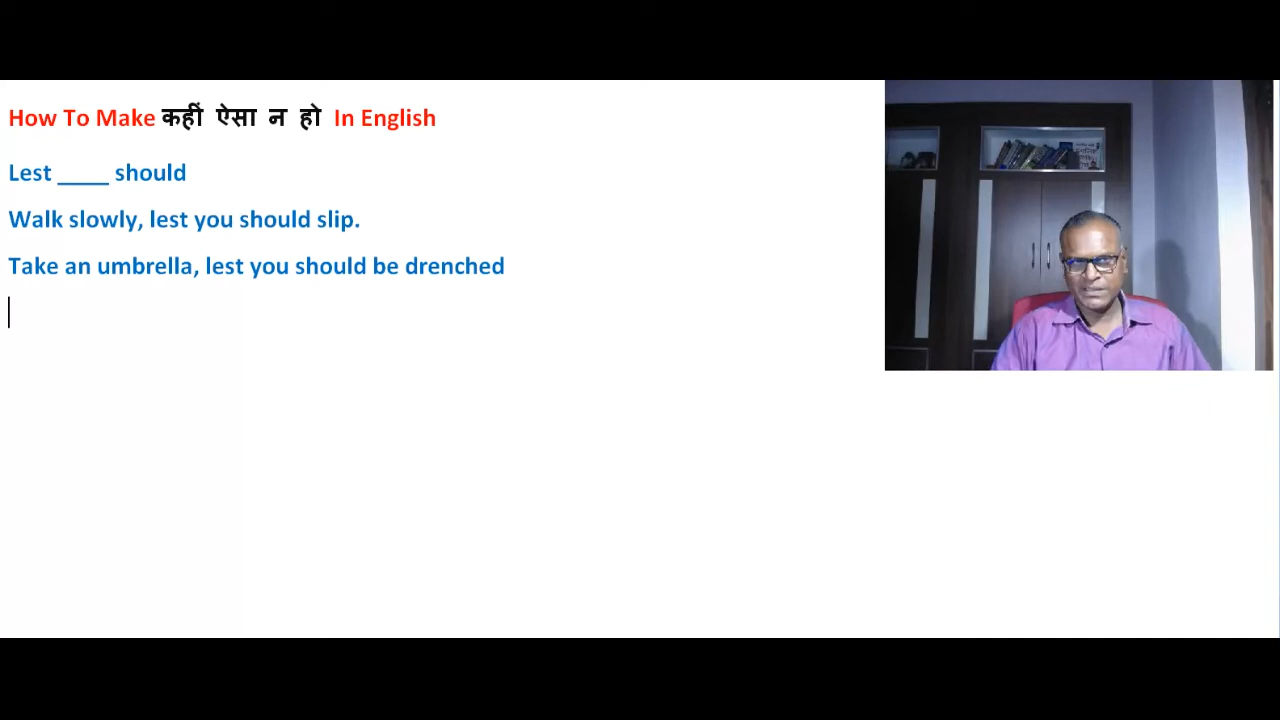 How To Make कहीं ऐसा न हो In English
Lest ____ should
Walk slowly, lest you should slip.
Take an umbrella, lest you should be drenched